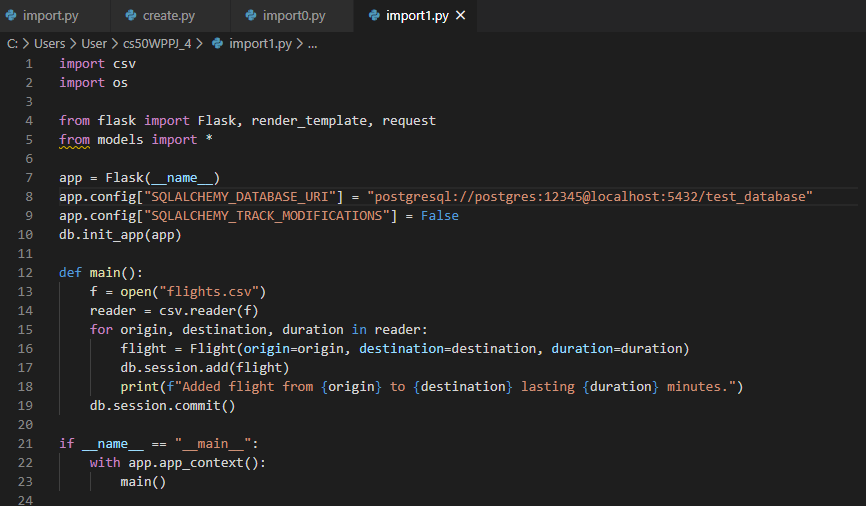 import.py create.py import0.py import1.py ×
C: > Users > User > cs50WPPJ_4 > import1.py > ...
1 import csv
2 import os
3
4 from flask import Flask, render_template, request
5 from models import *
6
7 app = Flask(__name__)
8 app.config["SQLALCHEMY_DATABASE_URI"] = "postgresql://postgres:12345@localhost:5432/test_database"
9 app.config["SQLALCHEMY_TRACK_MODIFICATIONS"] = False
10 db.init_app(app)
11
12 def main():
13     f = open("flights.csv")
14     reader = csv.reader(f)
15     for origin, destination, duration in reader:
16         flight = Flight(origin=origin, destination=destination, duration=duration)
17         db.session.add(flight)
18         print(f"Added flight from {origin} to {destination} lasting {duration} minutes.")
19     db.session.commit()
20
21 if __name__ == "__main__":
22     with app.app_context():
23         main()
24